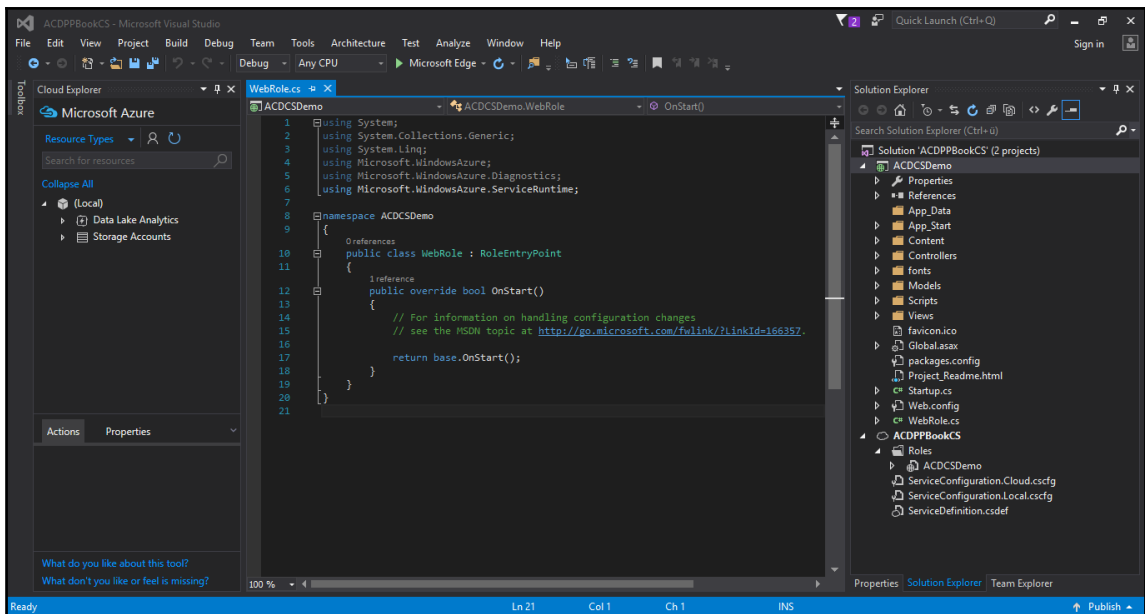 ACDPPBookCS - Microsoft Visual Studio
2
Quick Launch (Ctrl+Q)
File Edit View Project Build Debug Team Tools Architecture Test Analyze Window Help
Sign in
Debug Any CPU Microsoft Edge
Toolbox
Cloud Explorer
Microsoft Azure
Resource Types
Search for resources
Collapse All
(Local)
Data Lake Analytics
Storage Accounts
Actions Properties
What do you like about this tool?
What don't you like or feel is missing?
WebRole.cs
ACDCSDemo ACDCSDemo.WebRole OnStart()
1 using System;
2 using System.Collections.Generic;
3 using System.Linq;
4 using Microsoft.WindowsAzure;
5 using Microsoft.WindowsAzure.Diagnostics;
6 using Microsoft.WindowsAzure.ServiceRuntime;
7
8 namespace ACDCSDemo
9 {
0 references
10 public class WebRole : RoleEntryPoint
11 {
1 reference
12 public override bool OnStart()
13 {
14 // For information on handling configuration changes
15 // see the MSDN topic at http://go.microsoft.com/fwlink/?LinkId=166357.
16
17 return base.OnStart();
18 }
19 }
20 }
21
100 %
Solution Explorer
Search Solution Explorer (Ctrl+ü)
Solution 'ACDPPBookCS' (2 projects)
ACDCSDemo
Properties
References
App_Data
App_Start
Content
Controllers
fonts
Models
Scripts
Views
favicon.ico
Global.asax
packages.config
Project_Readme.html
C# Startup.cs
Web.config
C# WebRole.cs
ACDPPBookCS
Roles
ACDCSDemo
ServiceConfiguration.Cloud.cscfg
ServiceConfiguration.Local.cscfg
ServiceDefinition.csdef
Properties Solution Explorer Team Explorer
Ready Ln 21 Col 1 Ch 1 INS Publish